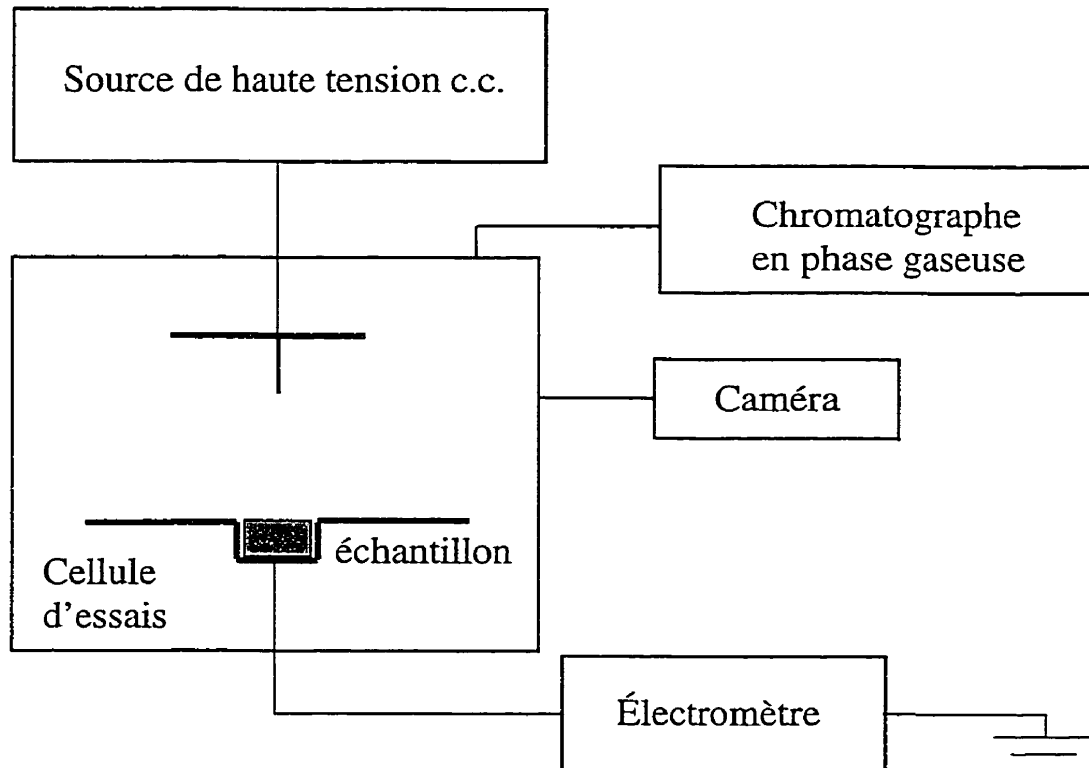 Source de haute tension c.c.
Chromatographe
en phase gaseuse
Caméra
échantillon
Cellule
d'essais
Électromètre